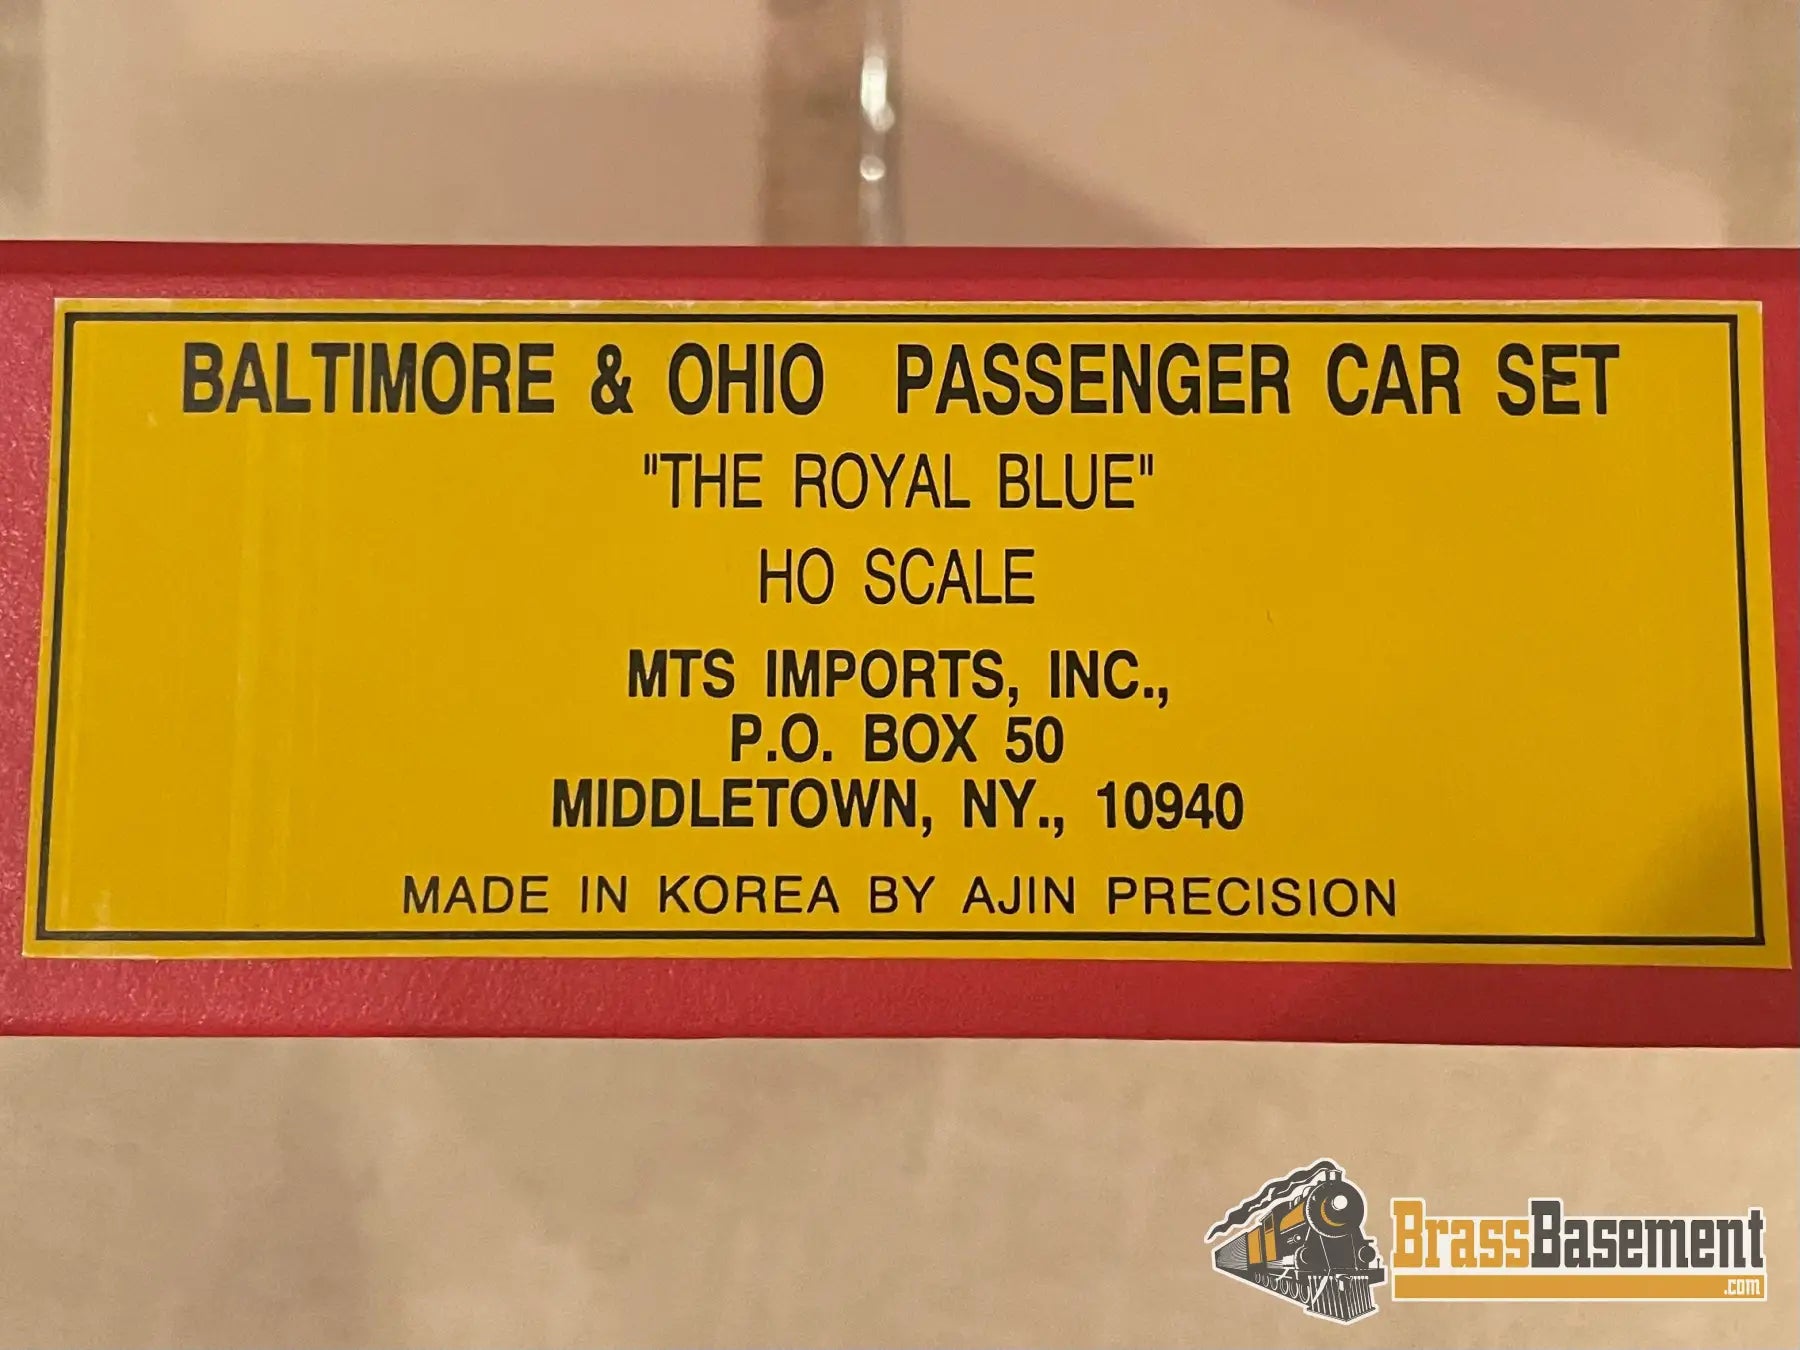 BALTIMORE & OHIO PASSENGER CAR SET
"THE ROYAL BLUE"
HO SCALE
MTS IMPORTS, INC.,
P.O. BOX 50
MIDDLETOWN, NY., 10940
MADE IN KOREA BY AJIN PRECISION
BrassBasement
.com